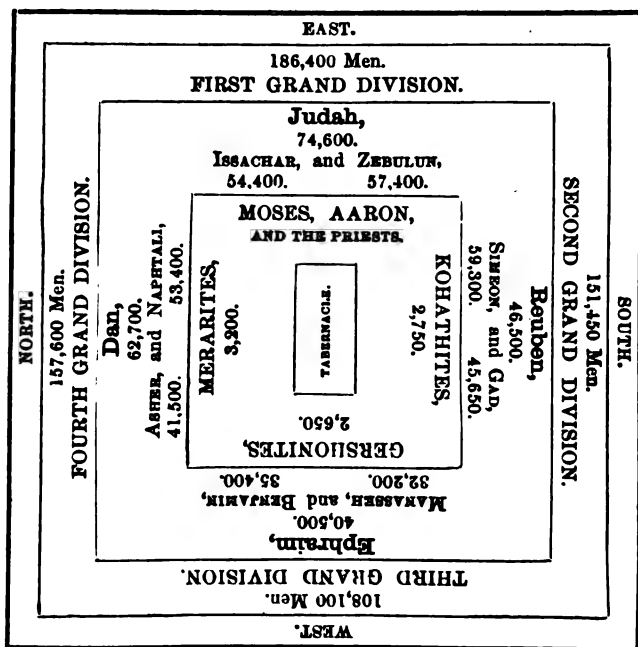 EAST.
186,400 Men.
FIRST GRAND DIVISION.
Judah,
74,600.
ISSACHAR, and ZEBULUN,
54,400. 57,400.
MOSES, AARON,
AND THE PRIESTS.
TABERNACLE.
SOUTH.
151,450 Men.
SECOND GRAND DIVISION.
Reuben,
46,500.
SIMEON, and GAD,
59,300. 45,650.
KOHATHITES,
2,750.
WEST.
108,100 Men.
THIRD GRAND DIVISION.
Ephraim,
40,500.
MANASSEH, and BENJAMIN,
32,200. 35,400.
GERSHONITES,
2,650.
NORTH.
157,600 Men.
FOURTH GRAND DIVISION.
Dan,
62,700.
ASHER, and NAPHTALI,
41,500. 53,400.
MERARITES,
3,200.